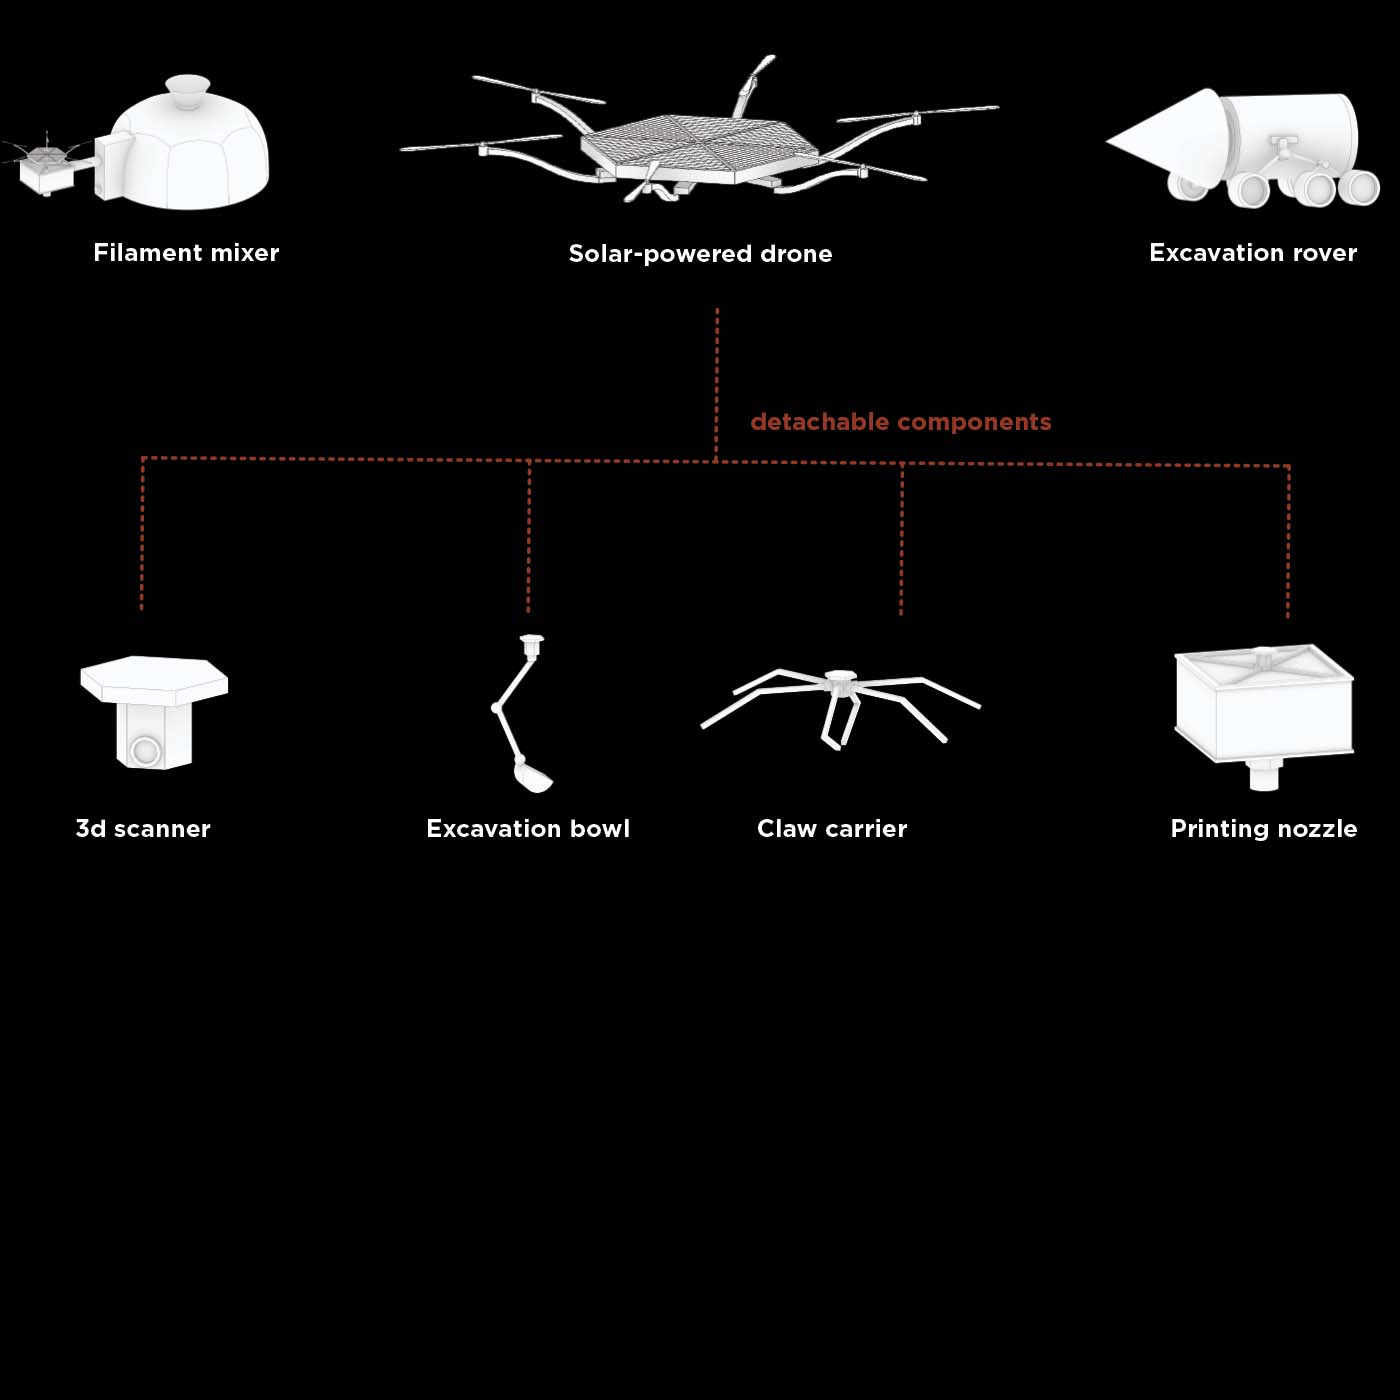 Filament mixer
Solar-powered drone
Excavation rover
detachable components
3d scanner
Excavation bowl
Claw carrier
Printing nozzle